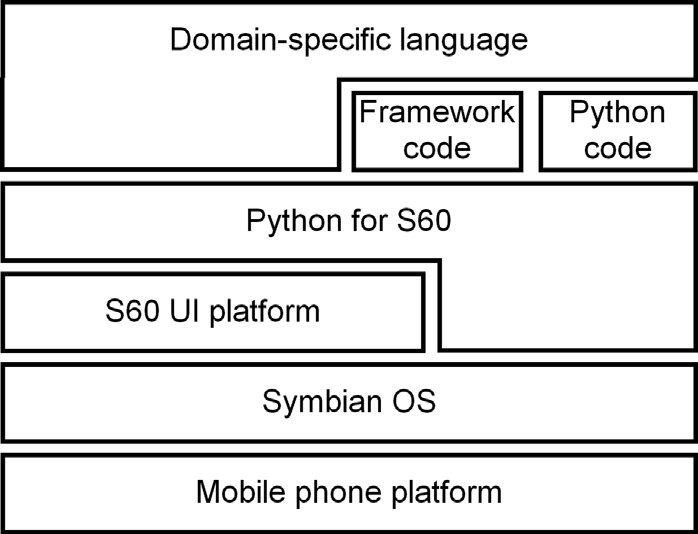 Domain-specific language
Framework
code
Python
code
Python for S60
S60 UI platform
Symbian OS
Mobile phone platform